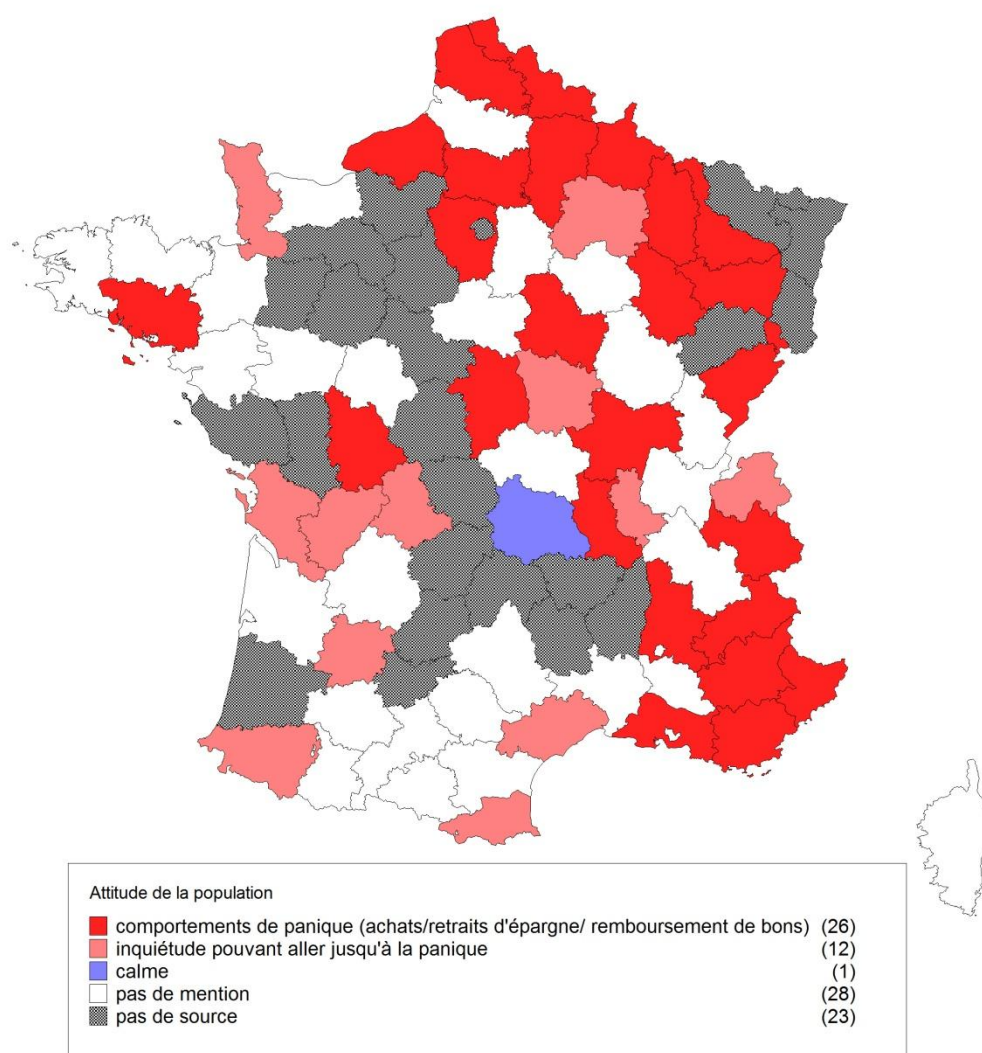 Attitude de la population
comportements de panique (achats/retraits d'épargne/ remboursement de bons) (26)
inquiétude pouvant aller jusqu'à la panique (12)
calme (1)
pas de mention (28)
pas de source (23)